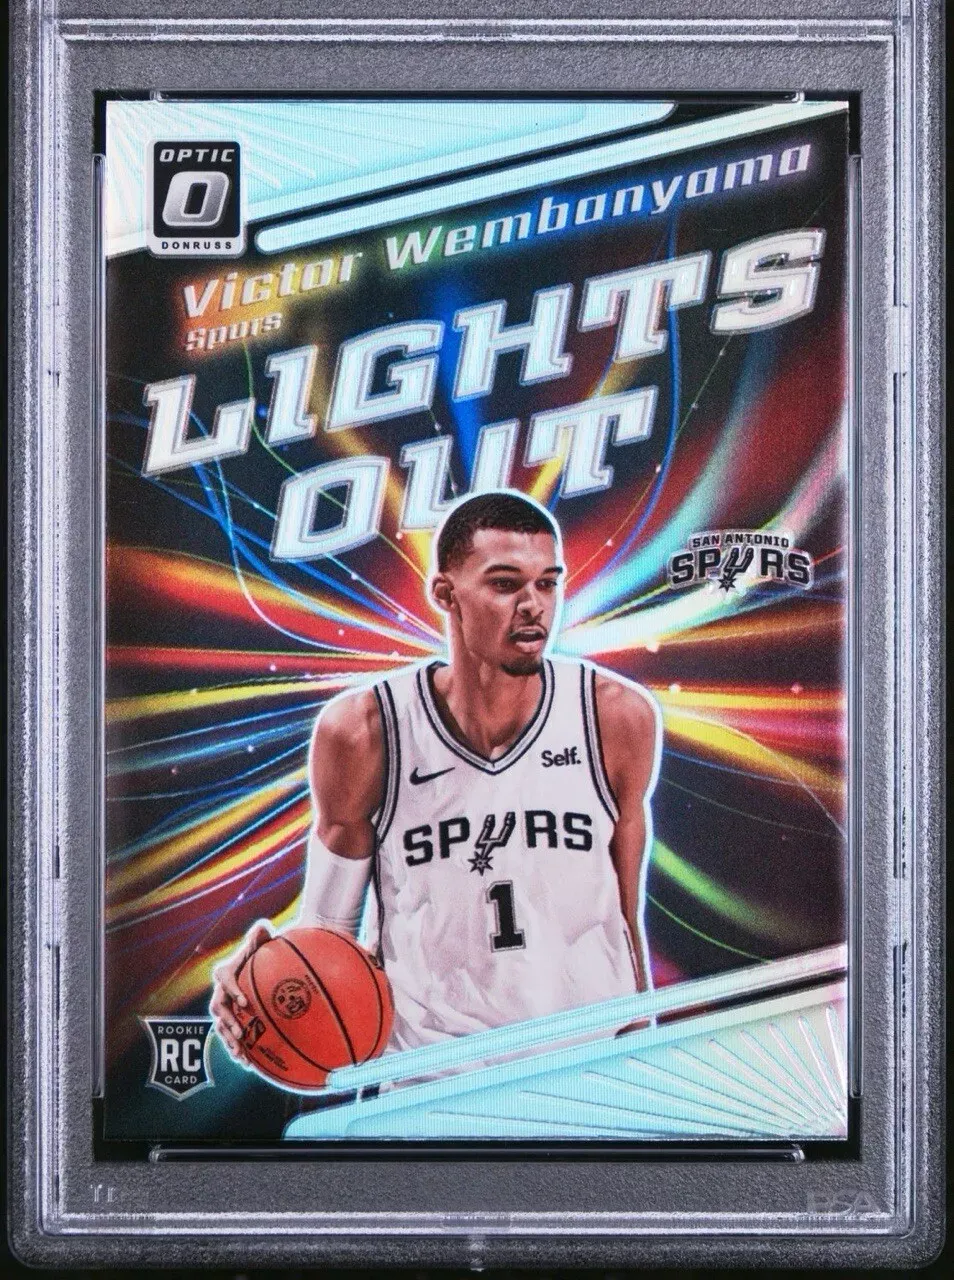 OPTIC
DONRUSS
Victor Wembanyama
Spurs
LIGHTS
OUT
SAN ANTONIO
SPURS
Self.
SPURS
1
ROOKIE
RC
CARD
PSA